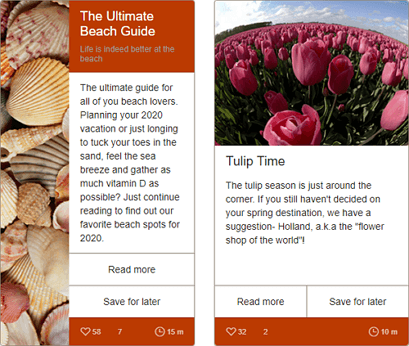 The Ultimate
Beach Guide
Life is indeed better at the
beach
The ultimate guide for
all of you beach lovers.
Planning your 2020
vacation or just longing
to tuck your toes in the
sand, feel the sea
breeze and gather as
much vitamin D as
possible? Just continue
reading to find out our
favorite beach spots for
2020.
Read more
Save for later
58 7 15 m
Tulip Time
The tulip season is just around the
corner. If you still haven't decided on
your spring destination, we have a
suggestion- Holland, a.k.a the "flower
shop of the world"!
Read more Save for later
32 2 10 m